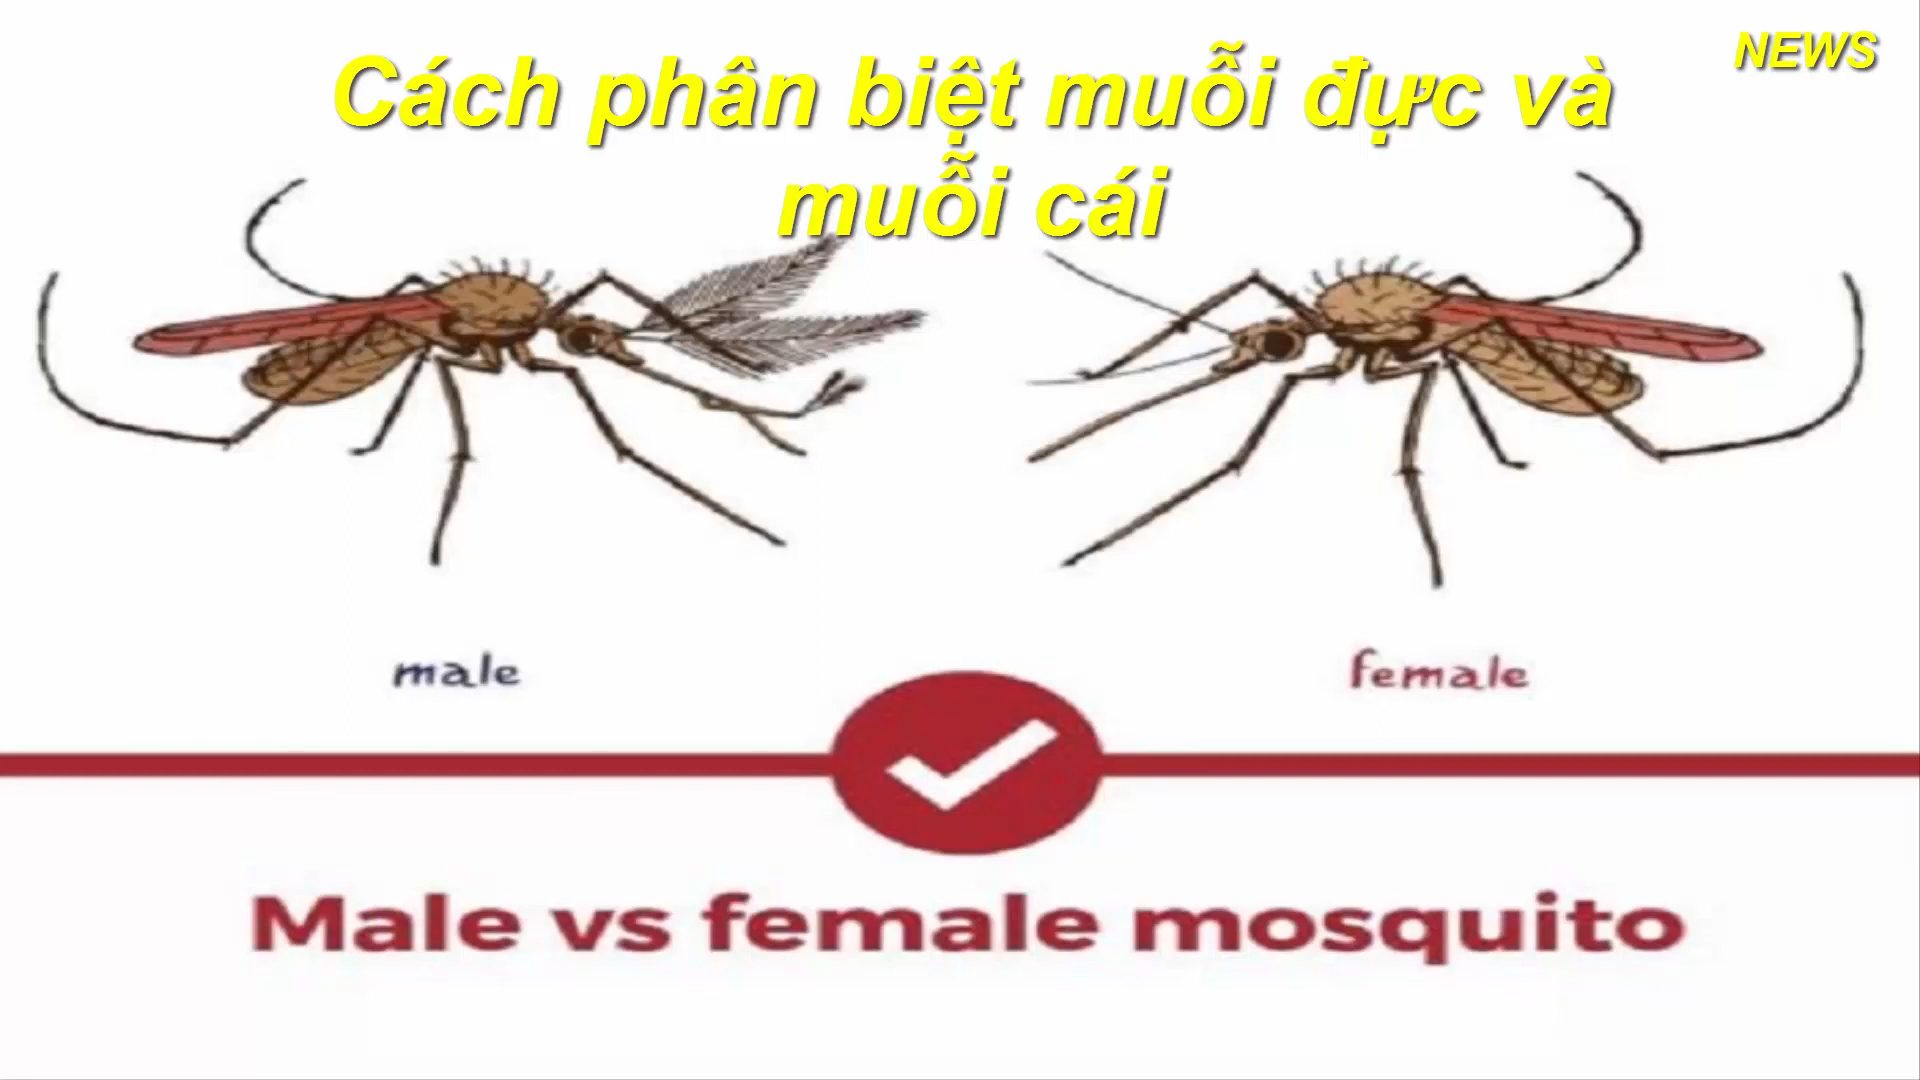 NEWS
Cách phân biệt muỗi đực và
muỗi cái
male
female
Male vs female mosquito